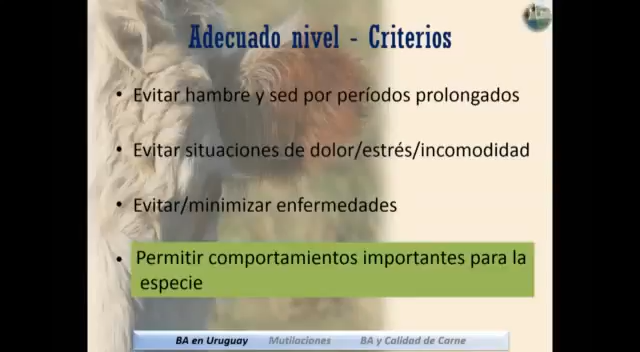 Adecuado nivel - Criterios
• Evitar hambre y sed por períodos prolongados
• Evitar situaciones de dolor/estrés/incomodidad
• Evitar/minimizar enfermedades
• Permitir comportamientos importantes para la
especie
BA en Uruguay Mutilaciones BA y Calidad de Carne